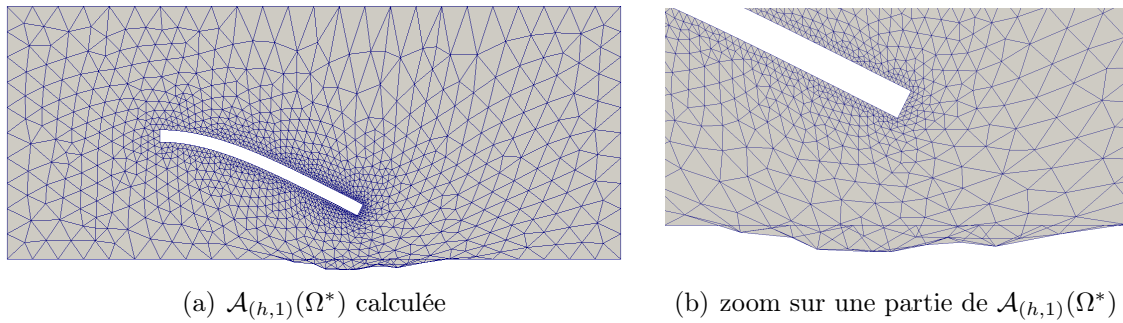 (a) $\mathcal{A}_{(h,1)}(\Omega^*)$ calculée
(b) zoom sur une partie de $\mathcal{A}_{(h,1)}(\Omega^*)$